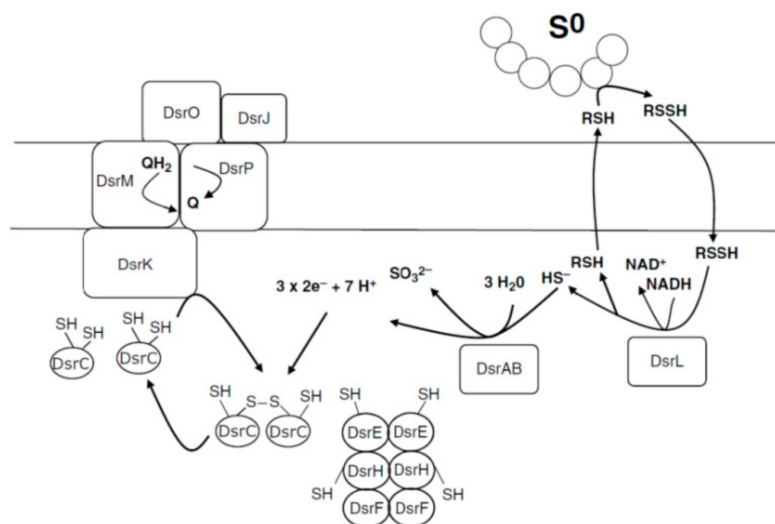 S0
DsrO
DsrJ
RSH
RSSH
DsrM
QH2
DsrP
Q
DsrK
RSSH
RSH
NAD+
NADH
HS−
3 H20
SO3 2−
3 x 2e− + 7 H+
SH
SH
DsrC
SH
SH
DsrC
DsrAB
DsrL
SH
S–S
SH
DsrC
DsrC
SH
SH
DsrE
DsrE
DsrH
DsrH
SH
SH
DsrF
DsrF